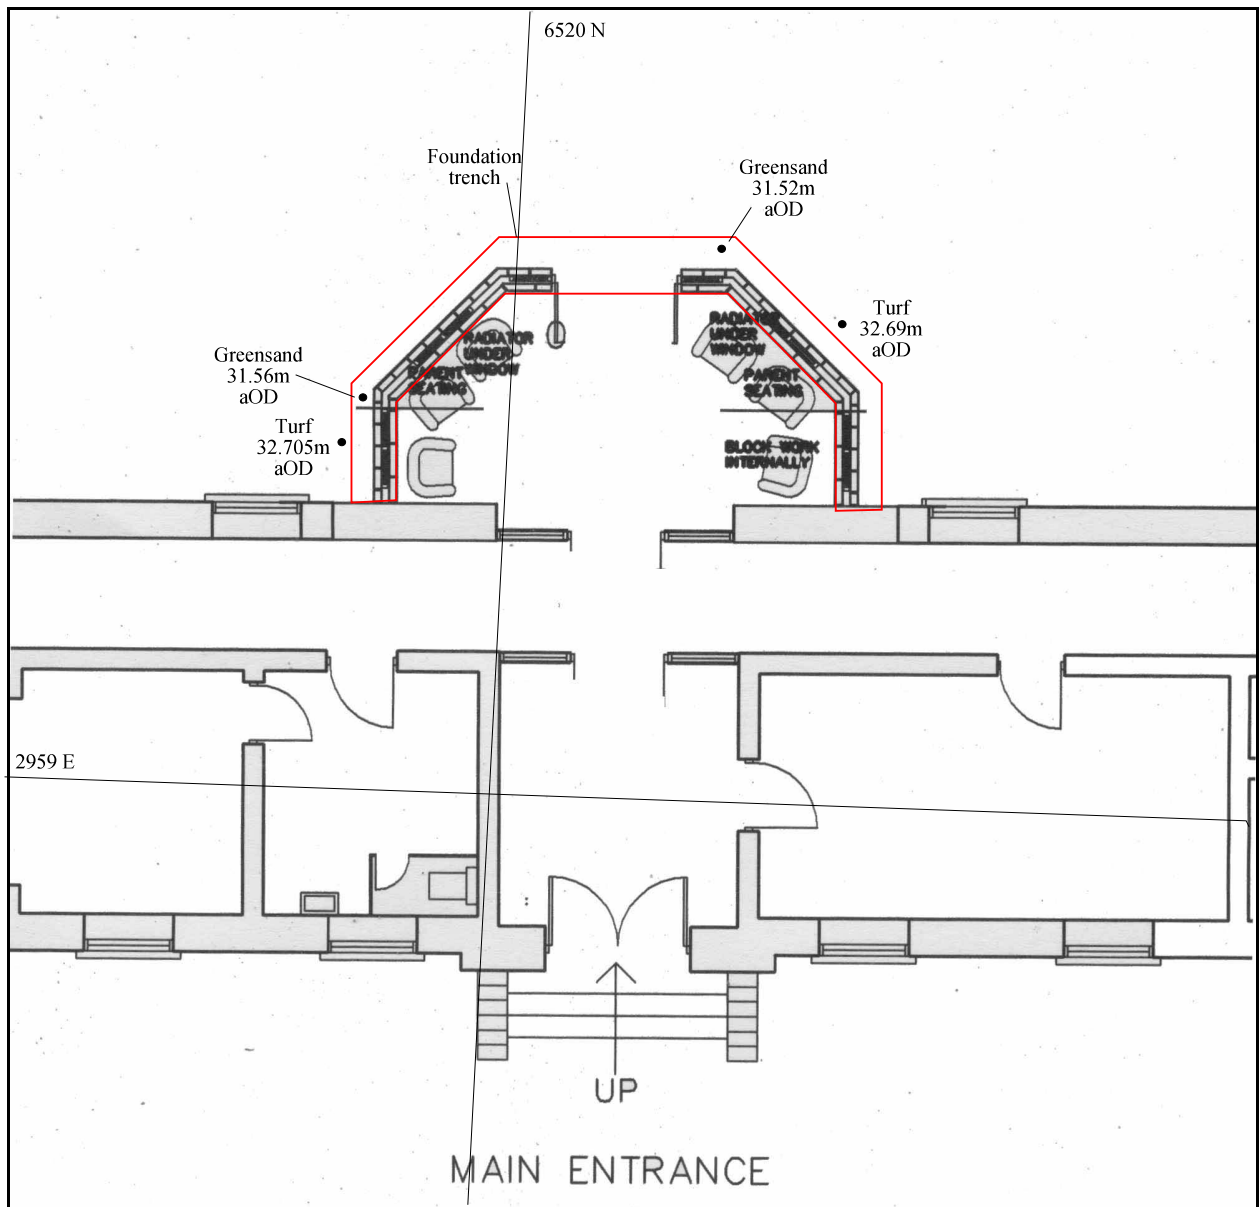 6520 N
Foundation
trench
Greensand
31.52m
aOD
Turf
32.69m
aOD
Greensand
31.56m
aOD
Turf
32.705m
aOD
RADIATOR
UNDER
WINDOW
PARENT
SEATING
RADIATOR
UNDER
WINDOW
PARENT
SEATING
BLOCK WORK
INTERNALLY
2959 E
UP
MAIN ENTRANCE